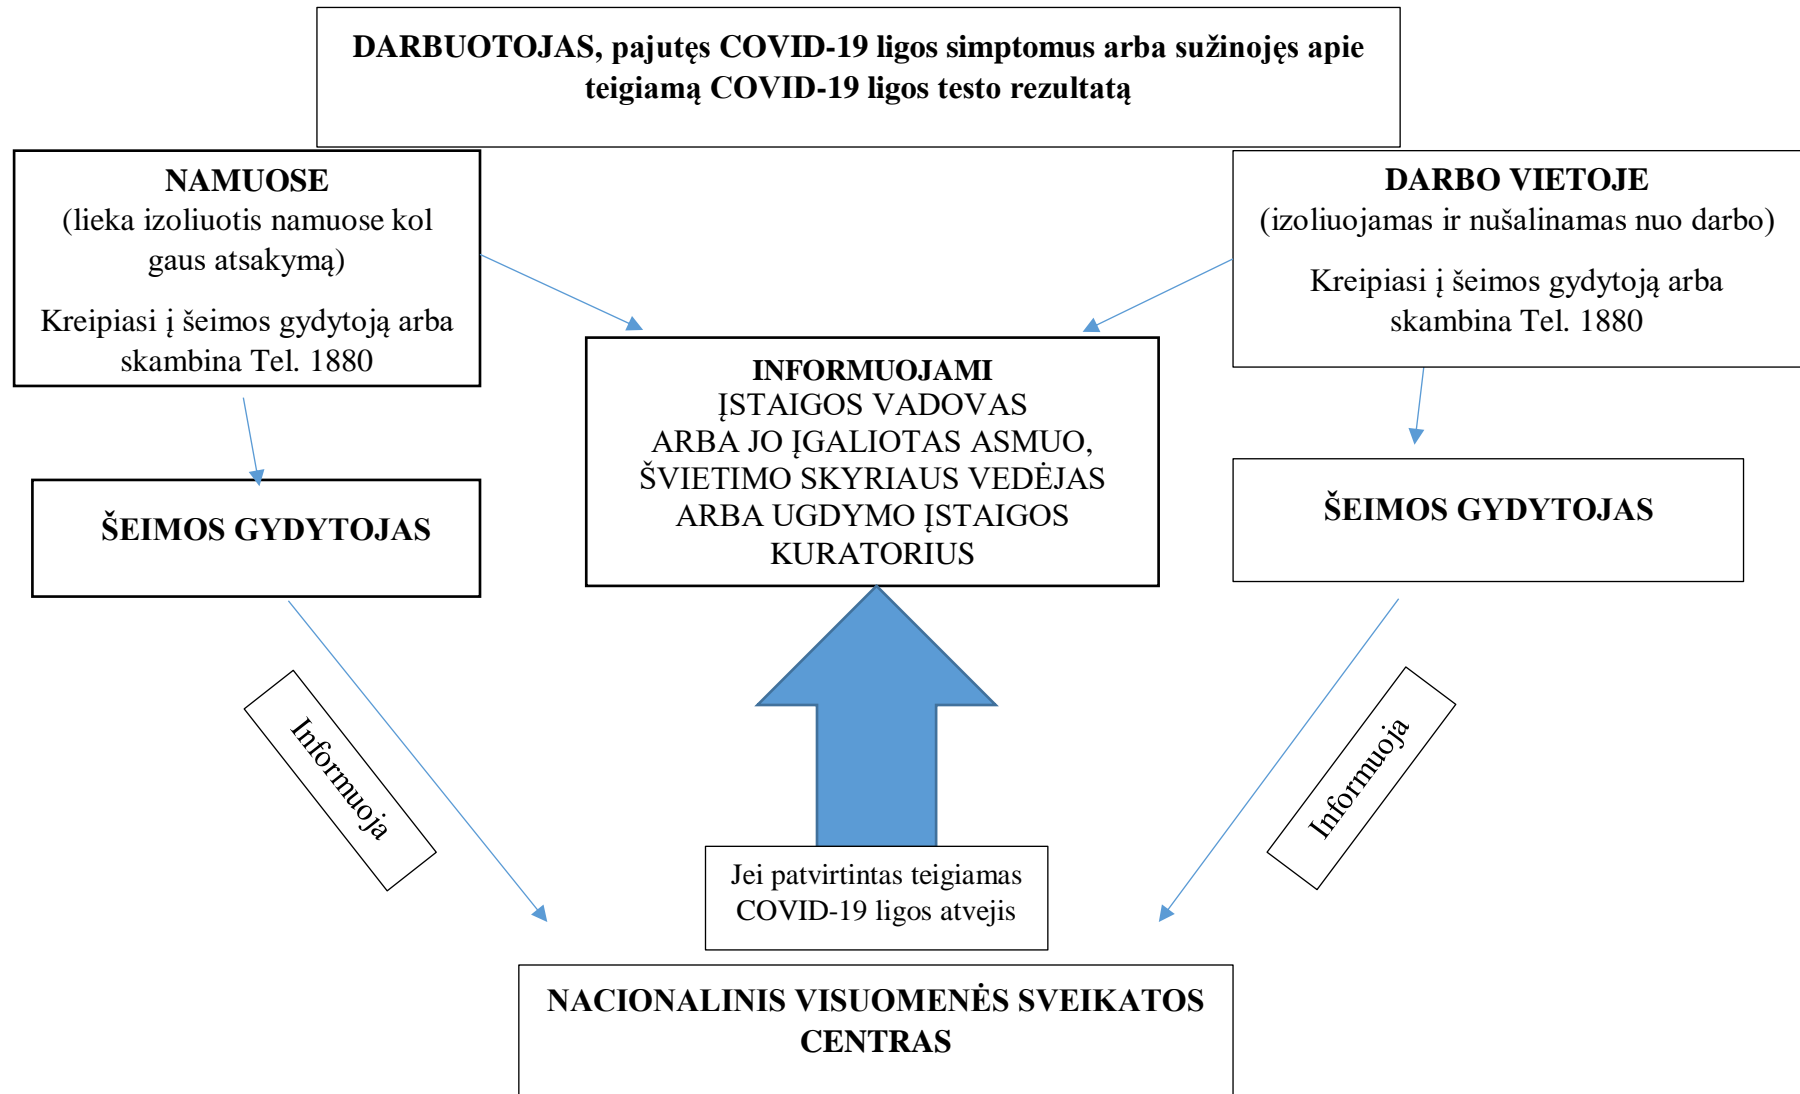 DARBUOTOJAS, pajutęs COVID-19 ligos simptomus arba sužinojęs apie
teigiamą COVID-19 ligos testo rezultatą
NAMUOSE
(lieka izoliuotis namuose kol
gaus atsakymą)
Kreipiasi į šeimos gydytoją arba
skambina Tel. 1880
DARBO VIETOJE
(izoliuojamas ir nušalinamas nuo darbo)
Kreipiasi į šeimos gydytoją arba
skambina Tel. 1880
INFORMUOJAMI
ĮSTAIGOS VADOVAS
ARBA JO ĮGALIOTAS ASMUO,
ŠVIETIMO SKYRIAUS VEDĖJAS
ARBA UGDYMO ĮSTAIGOS
KURATORIUS
ŠEIMOS GYDYTOJAS
ŠEIMOS GYDYTOJAS
Informuoja
Informuoja
Jei patvirtintas teigiamas
COVID-19 ligos atvejis
NACIONALINIS VISUOMENĖS SVEIKATOS
CENTRAS